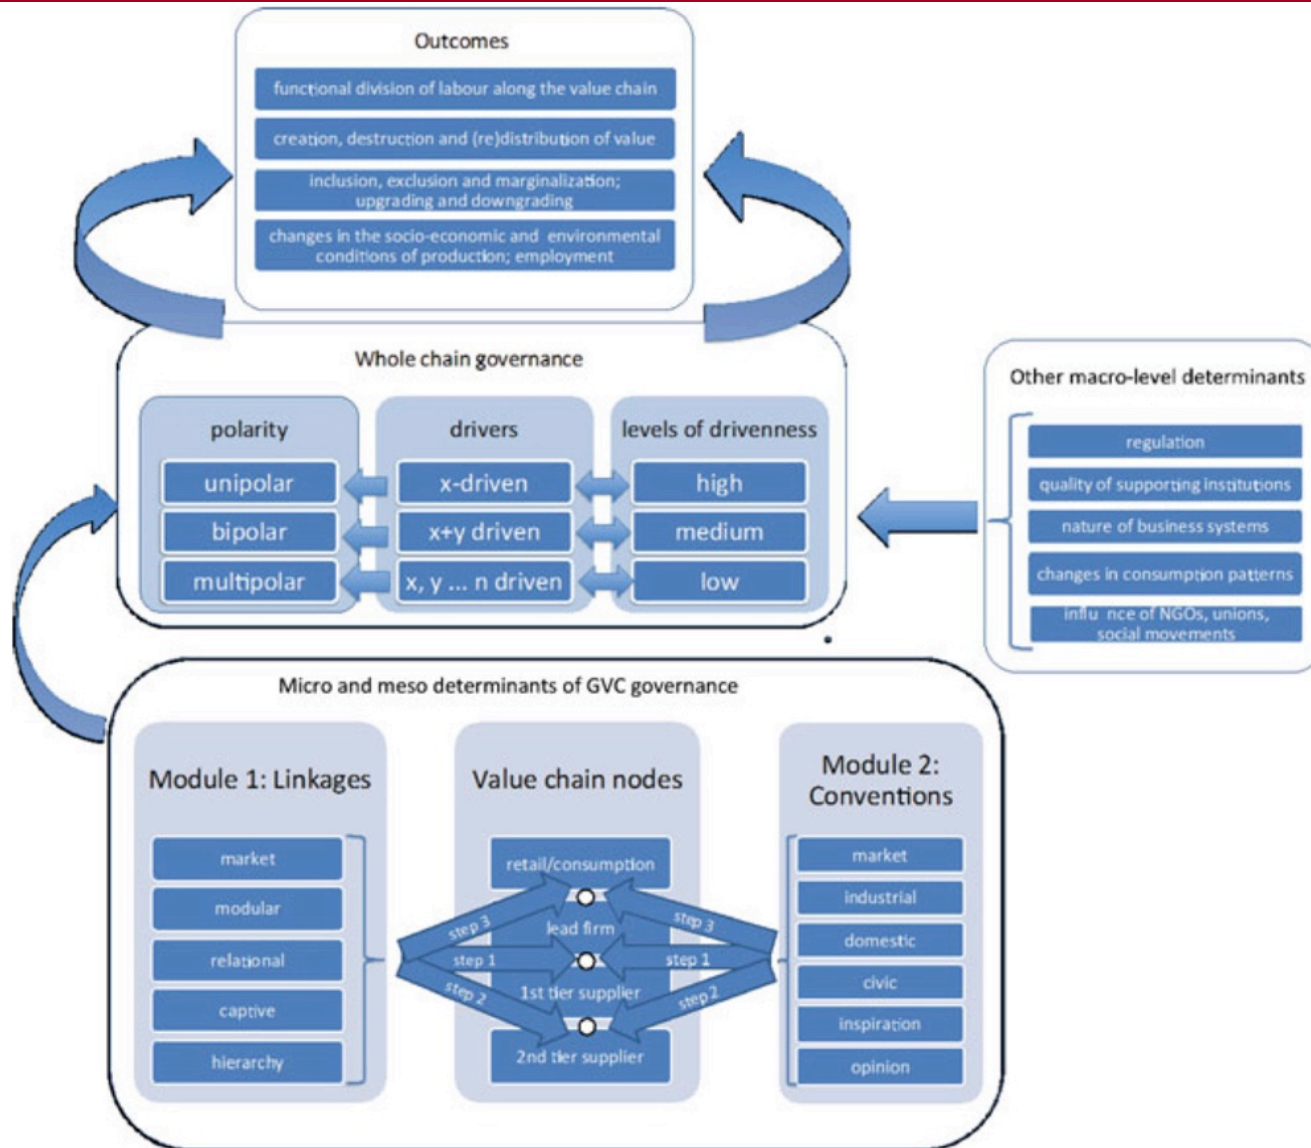 Outcomes
functional division of labour along the value chain
creation, destruction and (re)distribution of value
inclusion, exclusion and marginalization;
upgrading and downgrading
changes in the socio-economic and environmental
conditions of production; employment
Whole chain governance
polarity
drivers
levels of drivenness
unipolar
x-driven
high
bipolar
x+y driven
medium
multipolar
x, y ... n driven
low
Other macro-level determinants
regulation
quality of supporting institutions
nature of business systems
changes in consumption patterns
influ nce of NGOs, unions,
social movements
Micro and meso determinants of GVC governance
Module 1: Linkages
market
modular
relational
captive
hierarchy
Value chain nodes
retail/consumption
lead firm
1st tier supplier
2nd tier supplier
step 3
step 1
step 2
step 3
step 1
step 2
Module 2:
Conventions
market
industrial
domestic
civic
inspiration
opinion